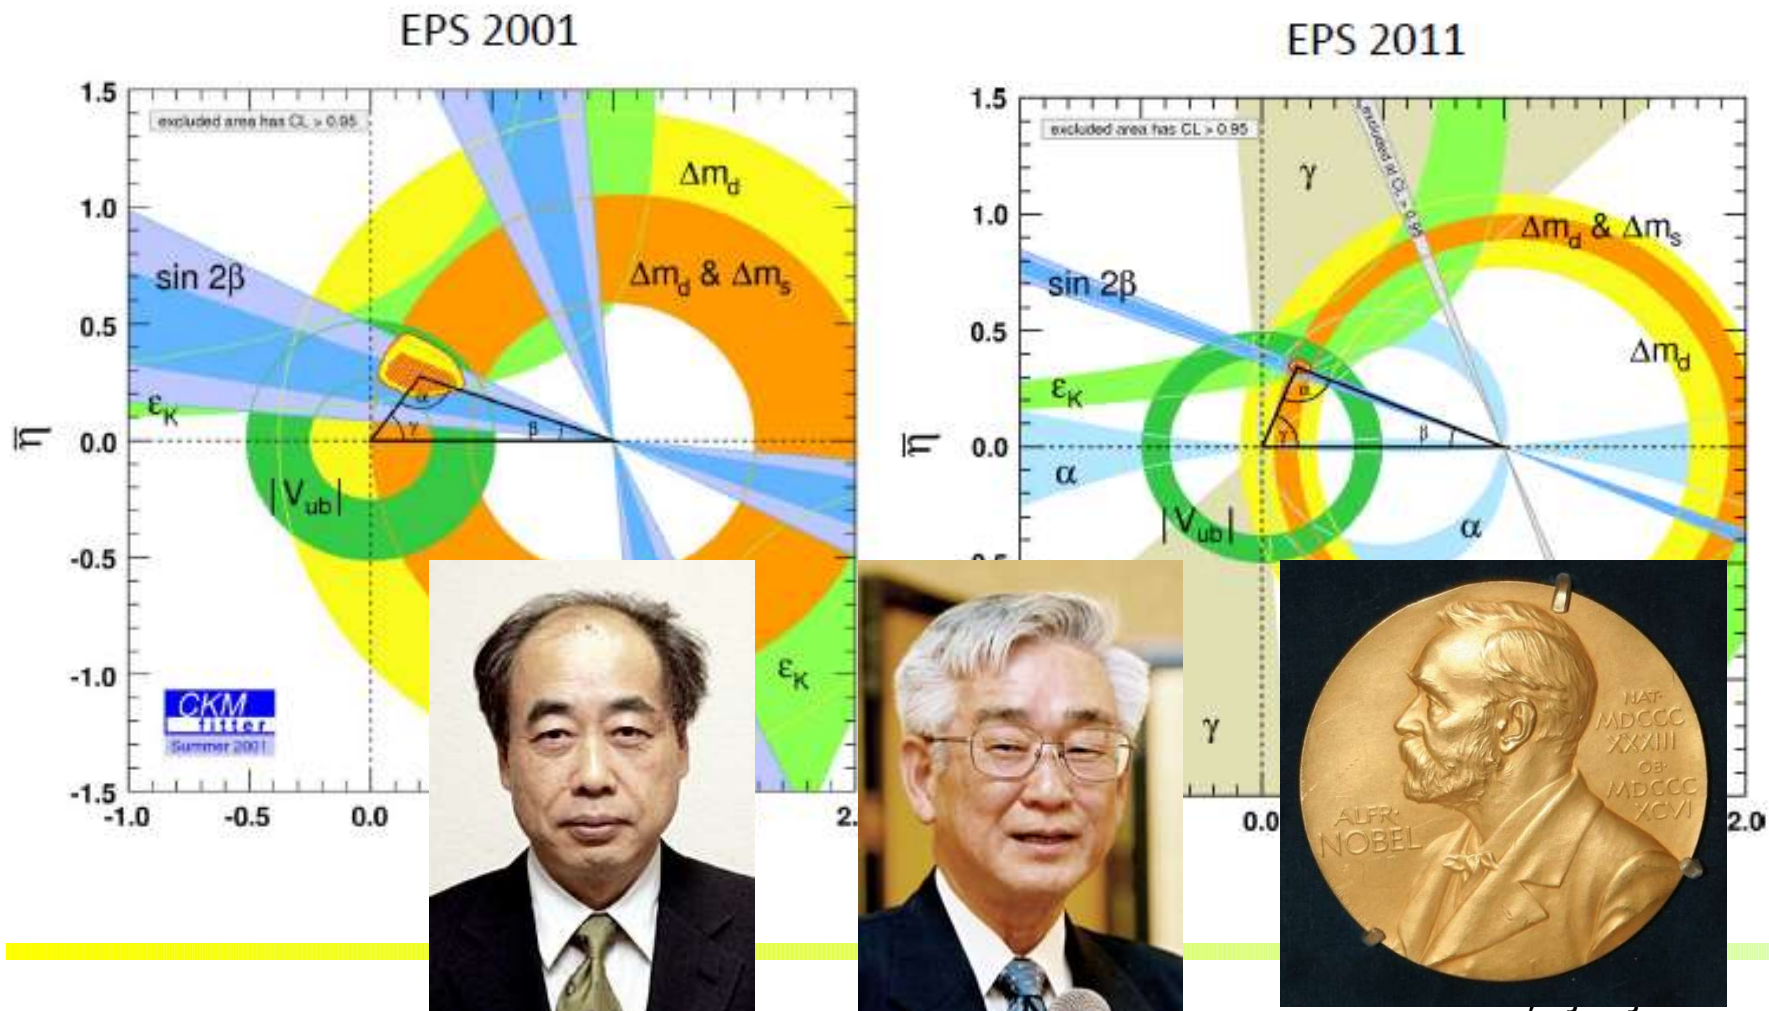 EPS 2001
EPS 2011
1.5
1.0
0.5
0.0
-0.5
-1.0
-1.5
-1.0
-0.5
0.0
2.
η̅
excluded area has CL > 0.95
Δm_d
Δm_d & Δm_s
sin 2β
ε_K
α
γ
β
|V_ub|
ε_K
CKM
fitter
Summer 2001
1.5
1.0
0.5
0.0
0.0
2.0
η̅
excluded area has CL > 0.95
γ
excluded at CL > 0.95
Δm_d & Δm_s
sin 2β
Δm_d
ε_K
α
γ
β
α
|V_ub|
α
γ
NAT·
MDCCC
XXXIII
OB·
MDCCC
XCVI
ALFR·
NOBEL